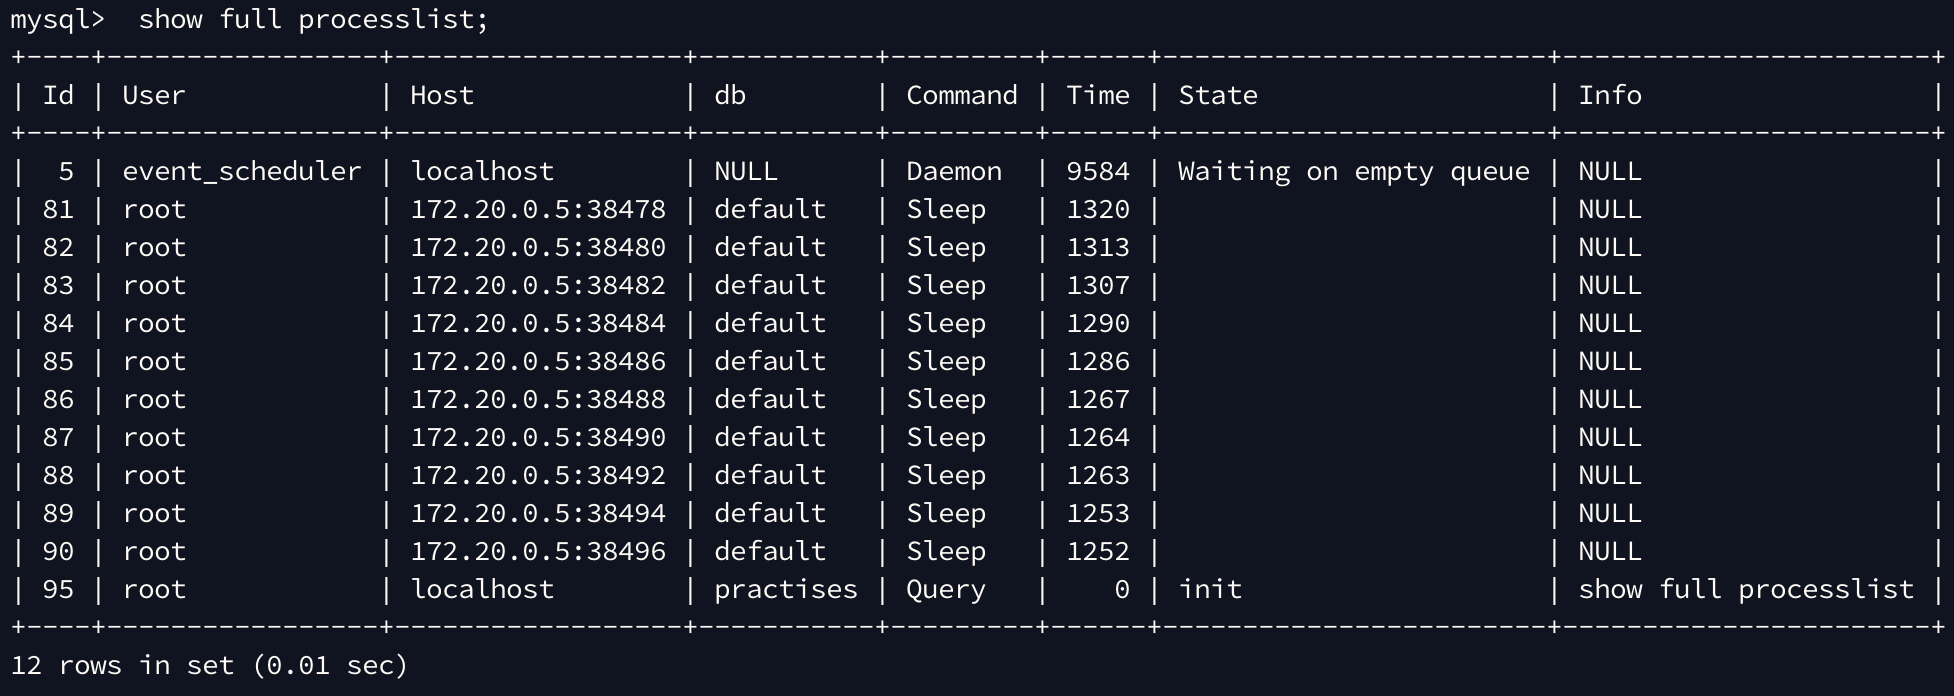 mysql>  show full processlist;
+----+-----------------+------------------+-----------+---------+------+------------------------+-----------------------+
| Id | User            | Host             | db        | Command | Time | State                  | Info                  |
+----+-----------------+------------------+-----------+---------+------+------------------------+-----------------------+
|  5 | event_scheduler | localhost        | NULL      | Daemon  | 9584 | Waiting on empty queue | NULL                  |
| 81 | root            | 172.20.0.5:38478 | default   | Sleep   | 1320 |                        | NULL                  |
| 82 | root            | 172.20.0.5:38480 | default   | Sleep   | 1313 |                        | NULL                  |
| 83 | root            | 172.20.0.5:38482 | default   | Sleep   | 1307 |                        | NULL                  |
| 84 | root            | 172.20.0.5:38484 | default   | Sleep   | 1290 |                        | NULL                  |
| 85 | root            | 172.20.0.5:38486 | default   | Sleep   | 1286 |                        | NULL                  |
| 86 | root            | 172.20.0.5:38488 | default   | Sleep   | 1267 |                        | NULL                  |
| 87 | root            | 172.20.0.5:38490 | default   | Sleep   | 1264 |                        | NULL                  |
| 88 | root            | 172.20.0.5:38492 | default   | Sleep   | 1263 |                        | NULL                  |
| 89 | root            | 172.20.0.5:38494 | default   | Sleep   | 1253 |                        | NULL                  |
| 90 | root            | 172.20.0.5:38496 | default   | Sleep   | 1252 |                        | NULL                  |
| 95 | root            | localhost        | practises | Query   |    0 | init                   | show full processlist |
+----+-----------------+------------------+-----------+---------+------+------------------------+-----------------------+
12 rows in set (0.01 sec)